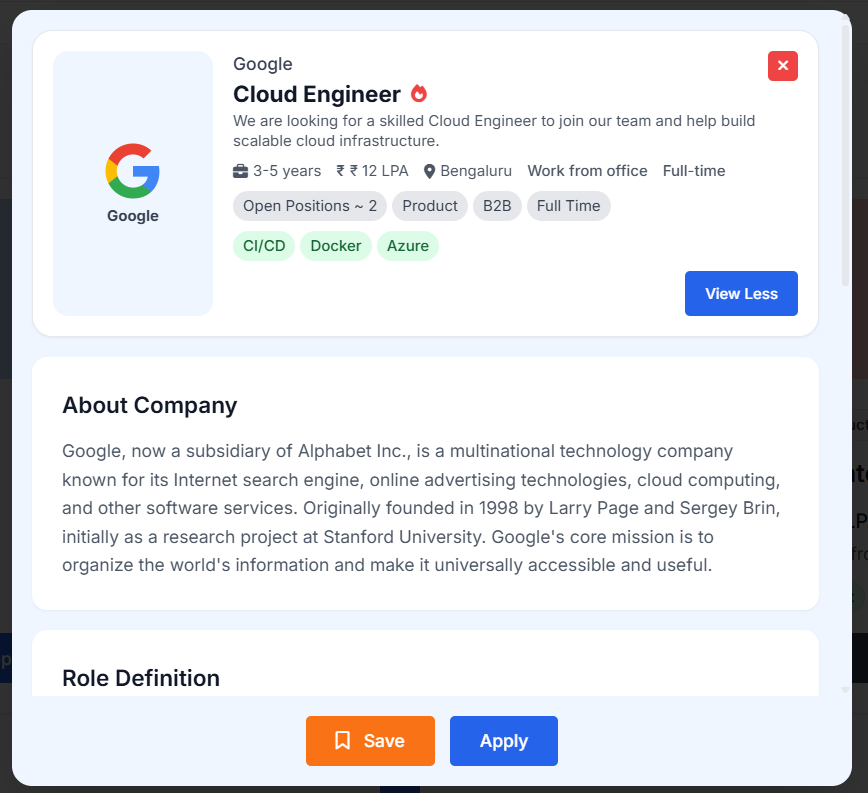 Google
Cloud Engineer
We are looking for a skilled Cloud Engineer to join our team and help build
scalable cloud infrastructure.
3-5 years ₹ ₹ 12 LPA Bengaluru Work from office Full-time
Open Positions ~ 2 Product B2B Full Time
CI/CD Docker Azure
Google
View Less
About Company
Google, now a subsidiary of Alphabet Inc., is a multinational technology company
known for its Internet search engine, online advertising technologies, cloud computing,
and other software services. Originally founded in 1998 by Larry Page and Sergey Brin,
initially as a research project at Stanford University. Google's core mission is to
organize the world's information and make it universally accessible and useful.
Role Definition
Save Apply